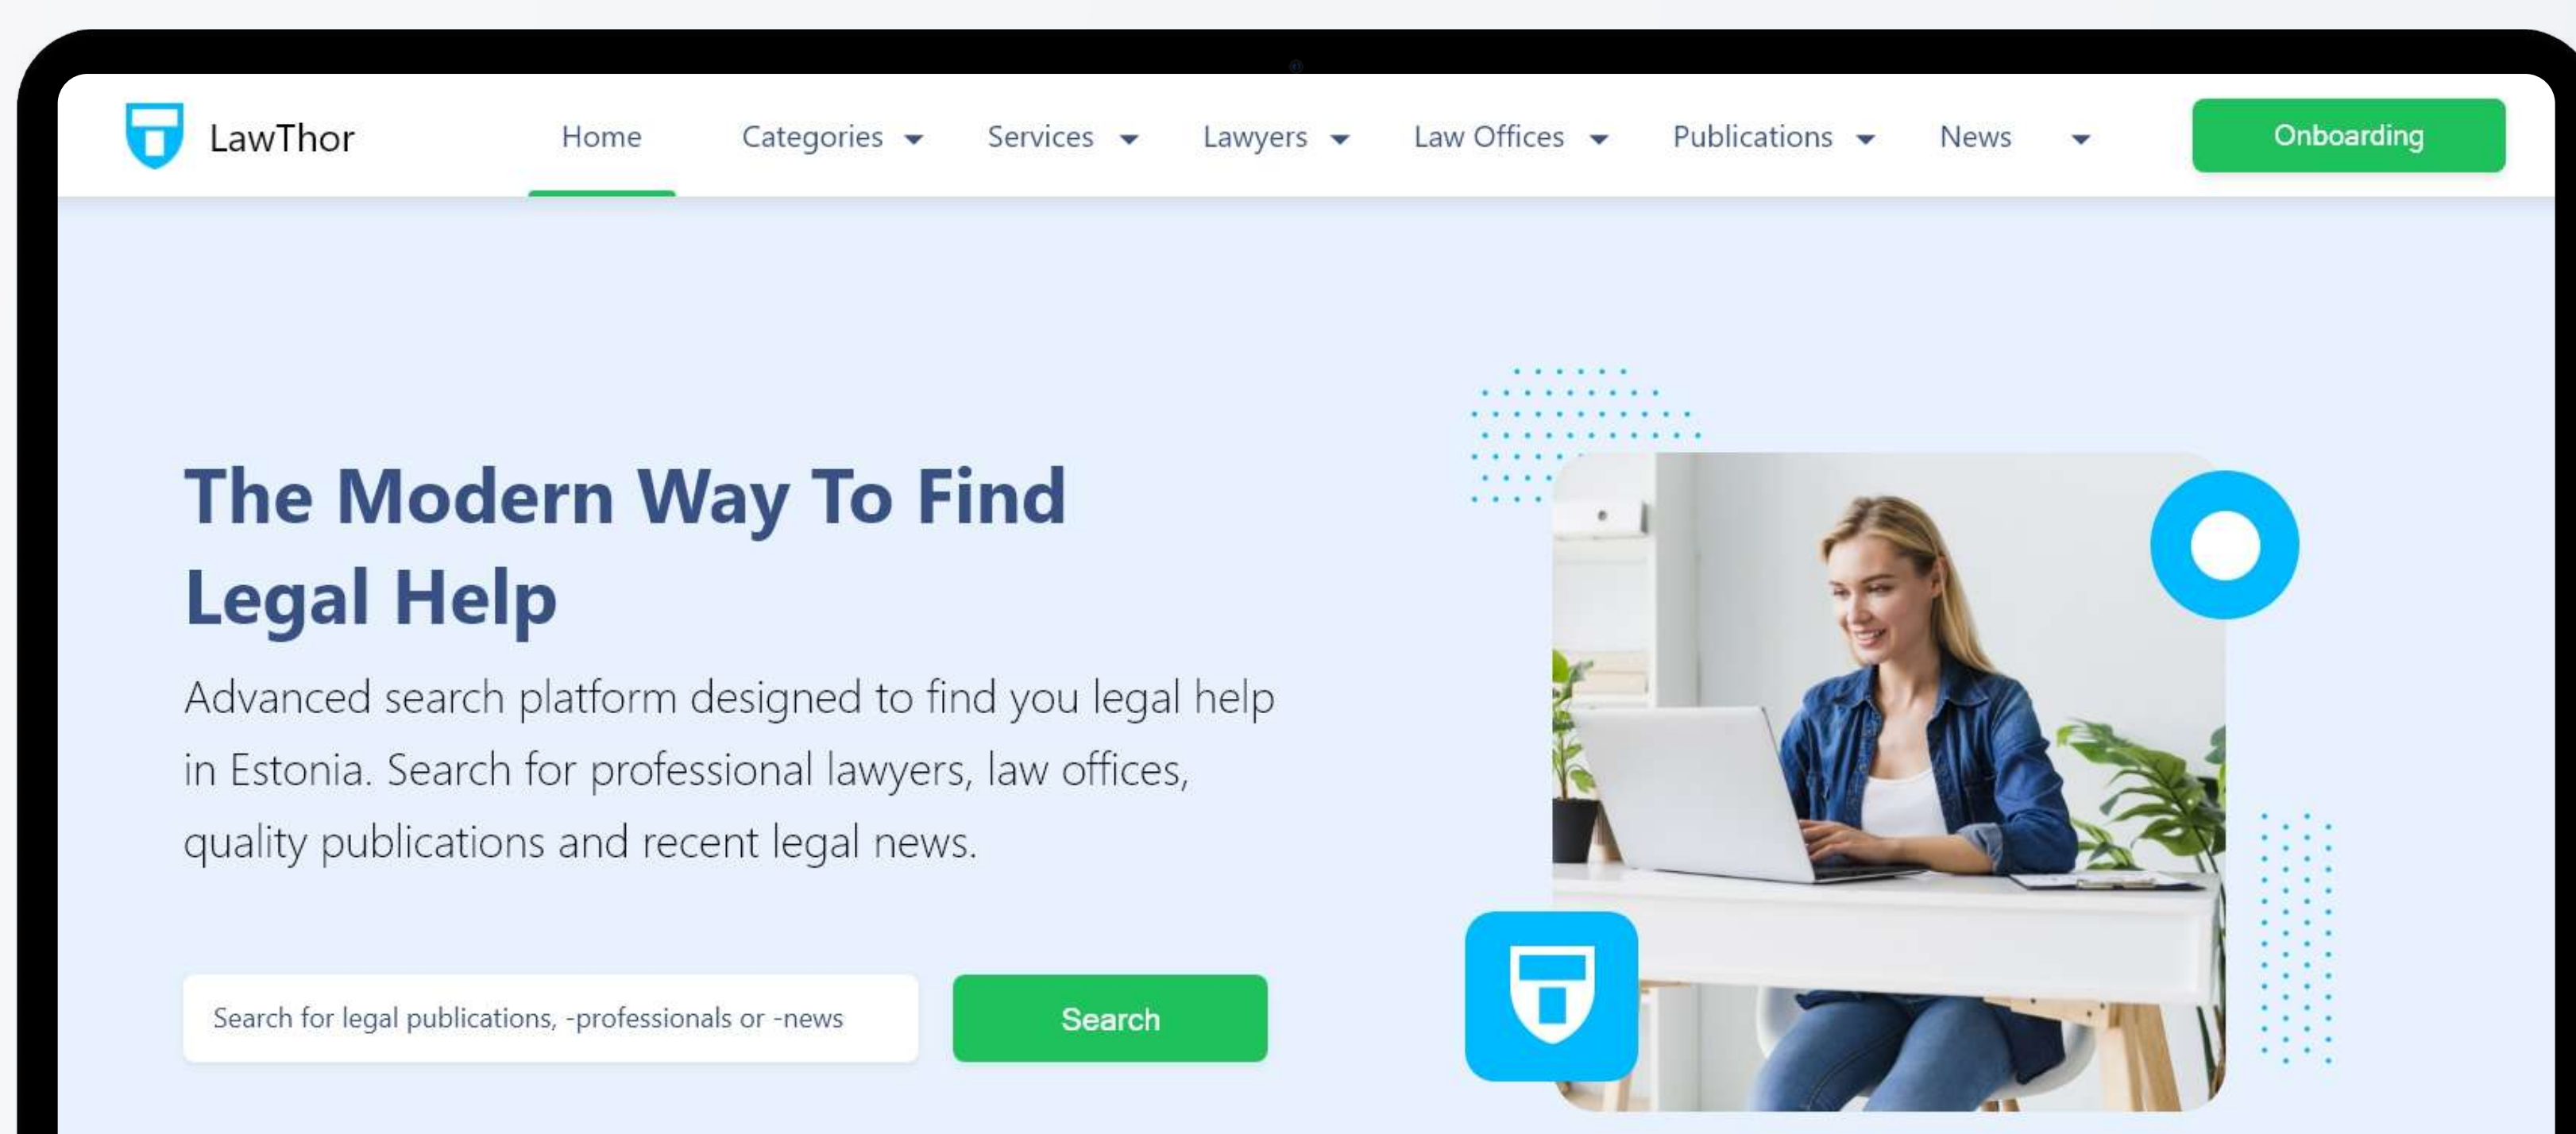 LawThor
Home
Categories
Services
Lawyers
Law Offices
Publications
News
Onboarding
The Modern Way To Find
Legal Help
Advanced search platform designed to find you legal help
in Estonia. Search for professional lawyers, law offices,
quality publications and recent legal news.
Search for legal publications, -professionals or -news
Search